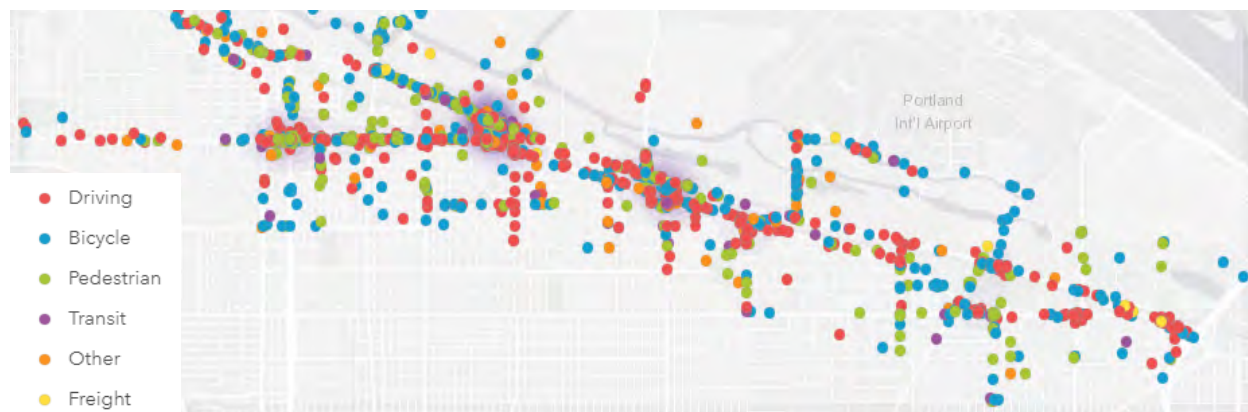 Portland
Int'l Airport
Driving
Bicycle
Pedestrian
Transit
Other
Freight